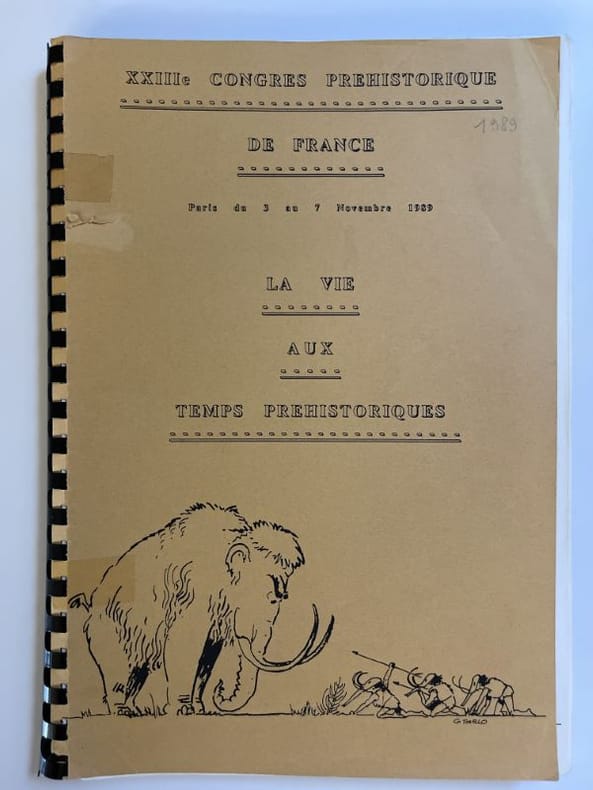 XXIIIe CONGRES PREHISTORIQUE
1989
DE FRANCE
Paris du 3 au 7 Novembre 1989
LA VIE
AUX
TEMPS PREHISTORIQUES